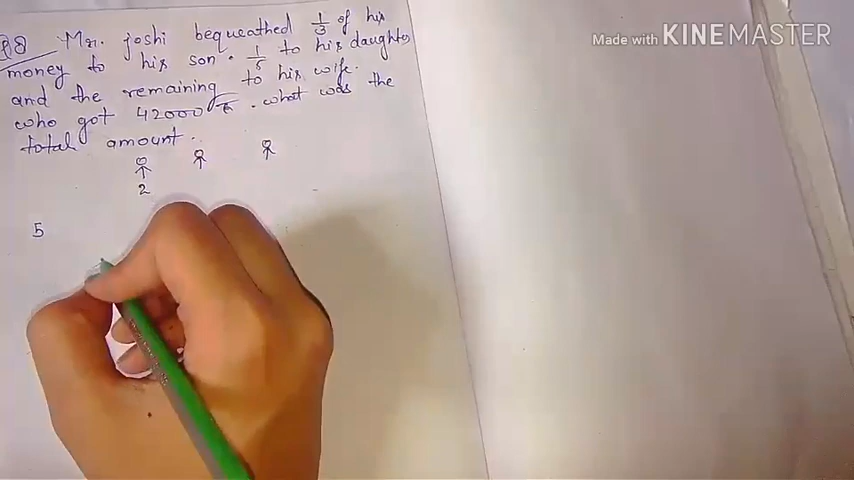 Q8 Mr. joshi bequeathed 1/3 of his
money to his son. 1/5 to his daughter
and the remaining to his wife.
who got 42000 ₹. what was the
total amount.
2
5
Made with KINEMASTER